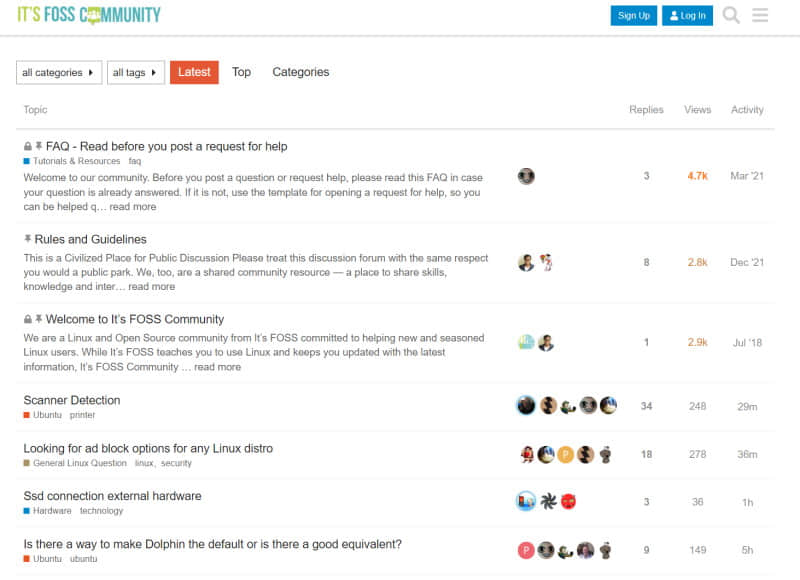 IT'S FOSS COMMUNITY
Sign Up Log In
all categories all tags Latest Top Categories
Topic Replies Views Activity
FAQ - Read before you post a request for help
Tutorials & Resources faq
Welcome to our community. Before you post a question or request help, please read this FAQ in case
your question is already answered. If it is not, use the template for opening a request for help, so you
can be helped q… read more
3 4.7k Mar '21
Rules and Guidelines
This is a Civilized Place for Public Discussion Please treat this discussion forum with the same respect
you would a public park. We, too, are a shared community resource — a place to share skills,
knowledge and inter… read more
8 2.8k Dec '21
Welcome to It's FOSS Community
We are a Linux and Open Source community from It's FOSS committed to helping new and seasoned
Linux users. While It's FOSS teaches you to use Linux and keeps you updated with the latest
information, It's FOSS Community … read more
1 2.9k Jul '18
Scanner Detection
Ubuntu printer
34 248 29m
Looking for ad block options for any Linux distro
General Linux Question linux, security
P
18 278 36m
Ssd connection external hardware
Hardware technology
3 36 1h
Is there a way to make Dolphin the default or is there a good equivalent?
Ubuntu ubuntu
P
9 149 5h